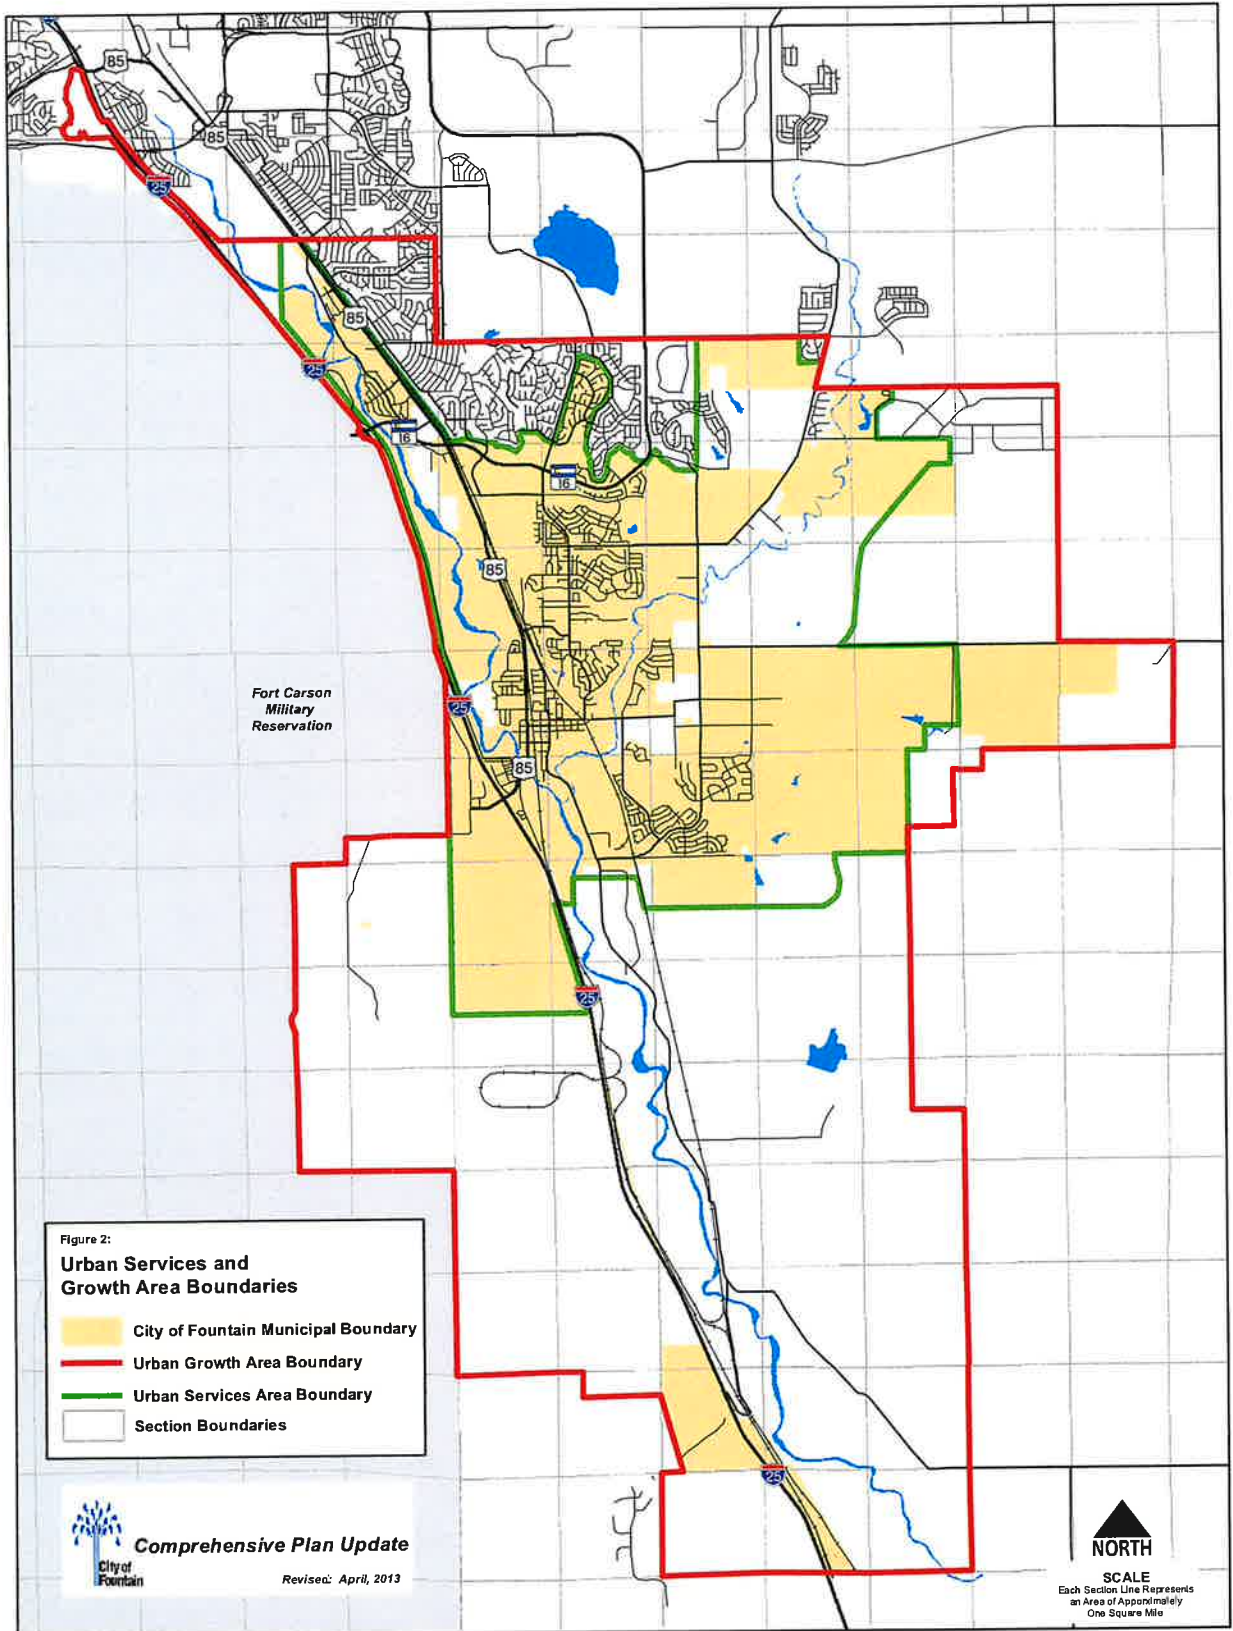 85
85
25
85
25
16
16
85
Fort Carson
Military
Reservation
25
85
25
Figure 2:
Urban Services and
Growth Area Boundaries
City of Fountain Municipal Boundary
Urban Growth Area Boundary
Urban Services Area Boundary
Section Boundaries
25
City of
Fountain
Comprehensive Plan Update
Revised: April, 2013
NORTH
SCALE
Each Section Line Represents
an Area of Approximately
One Square Mile